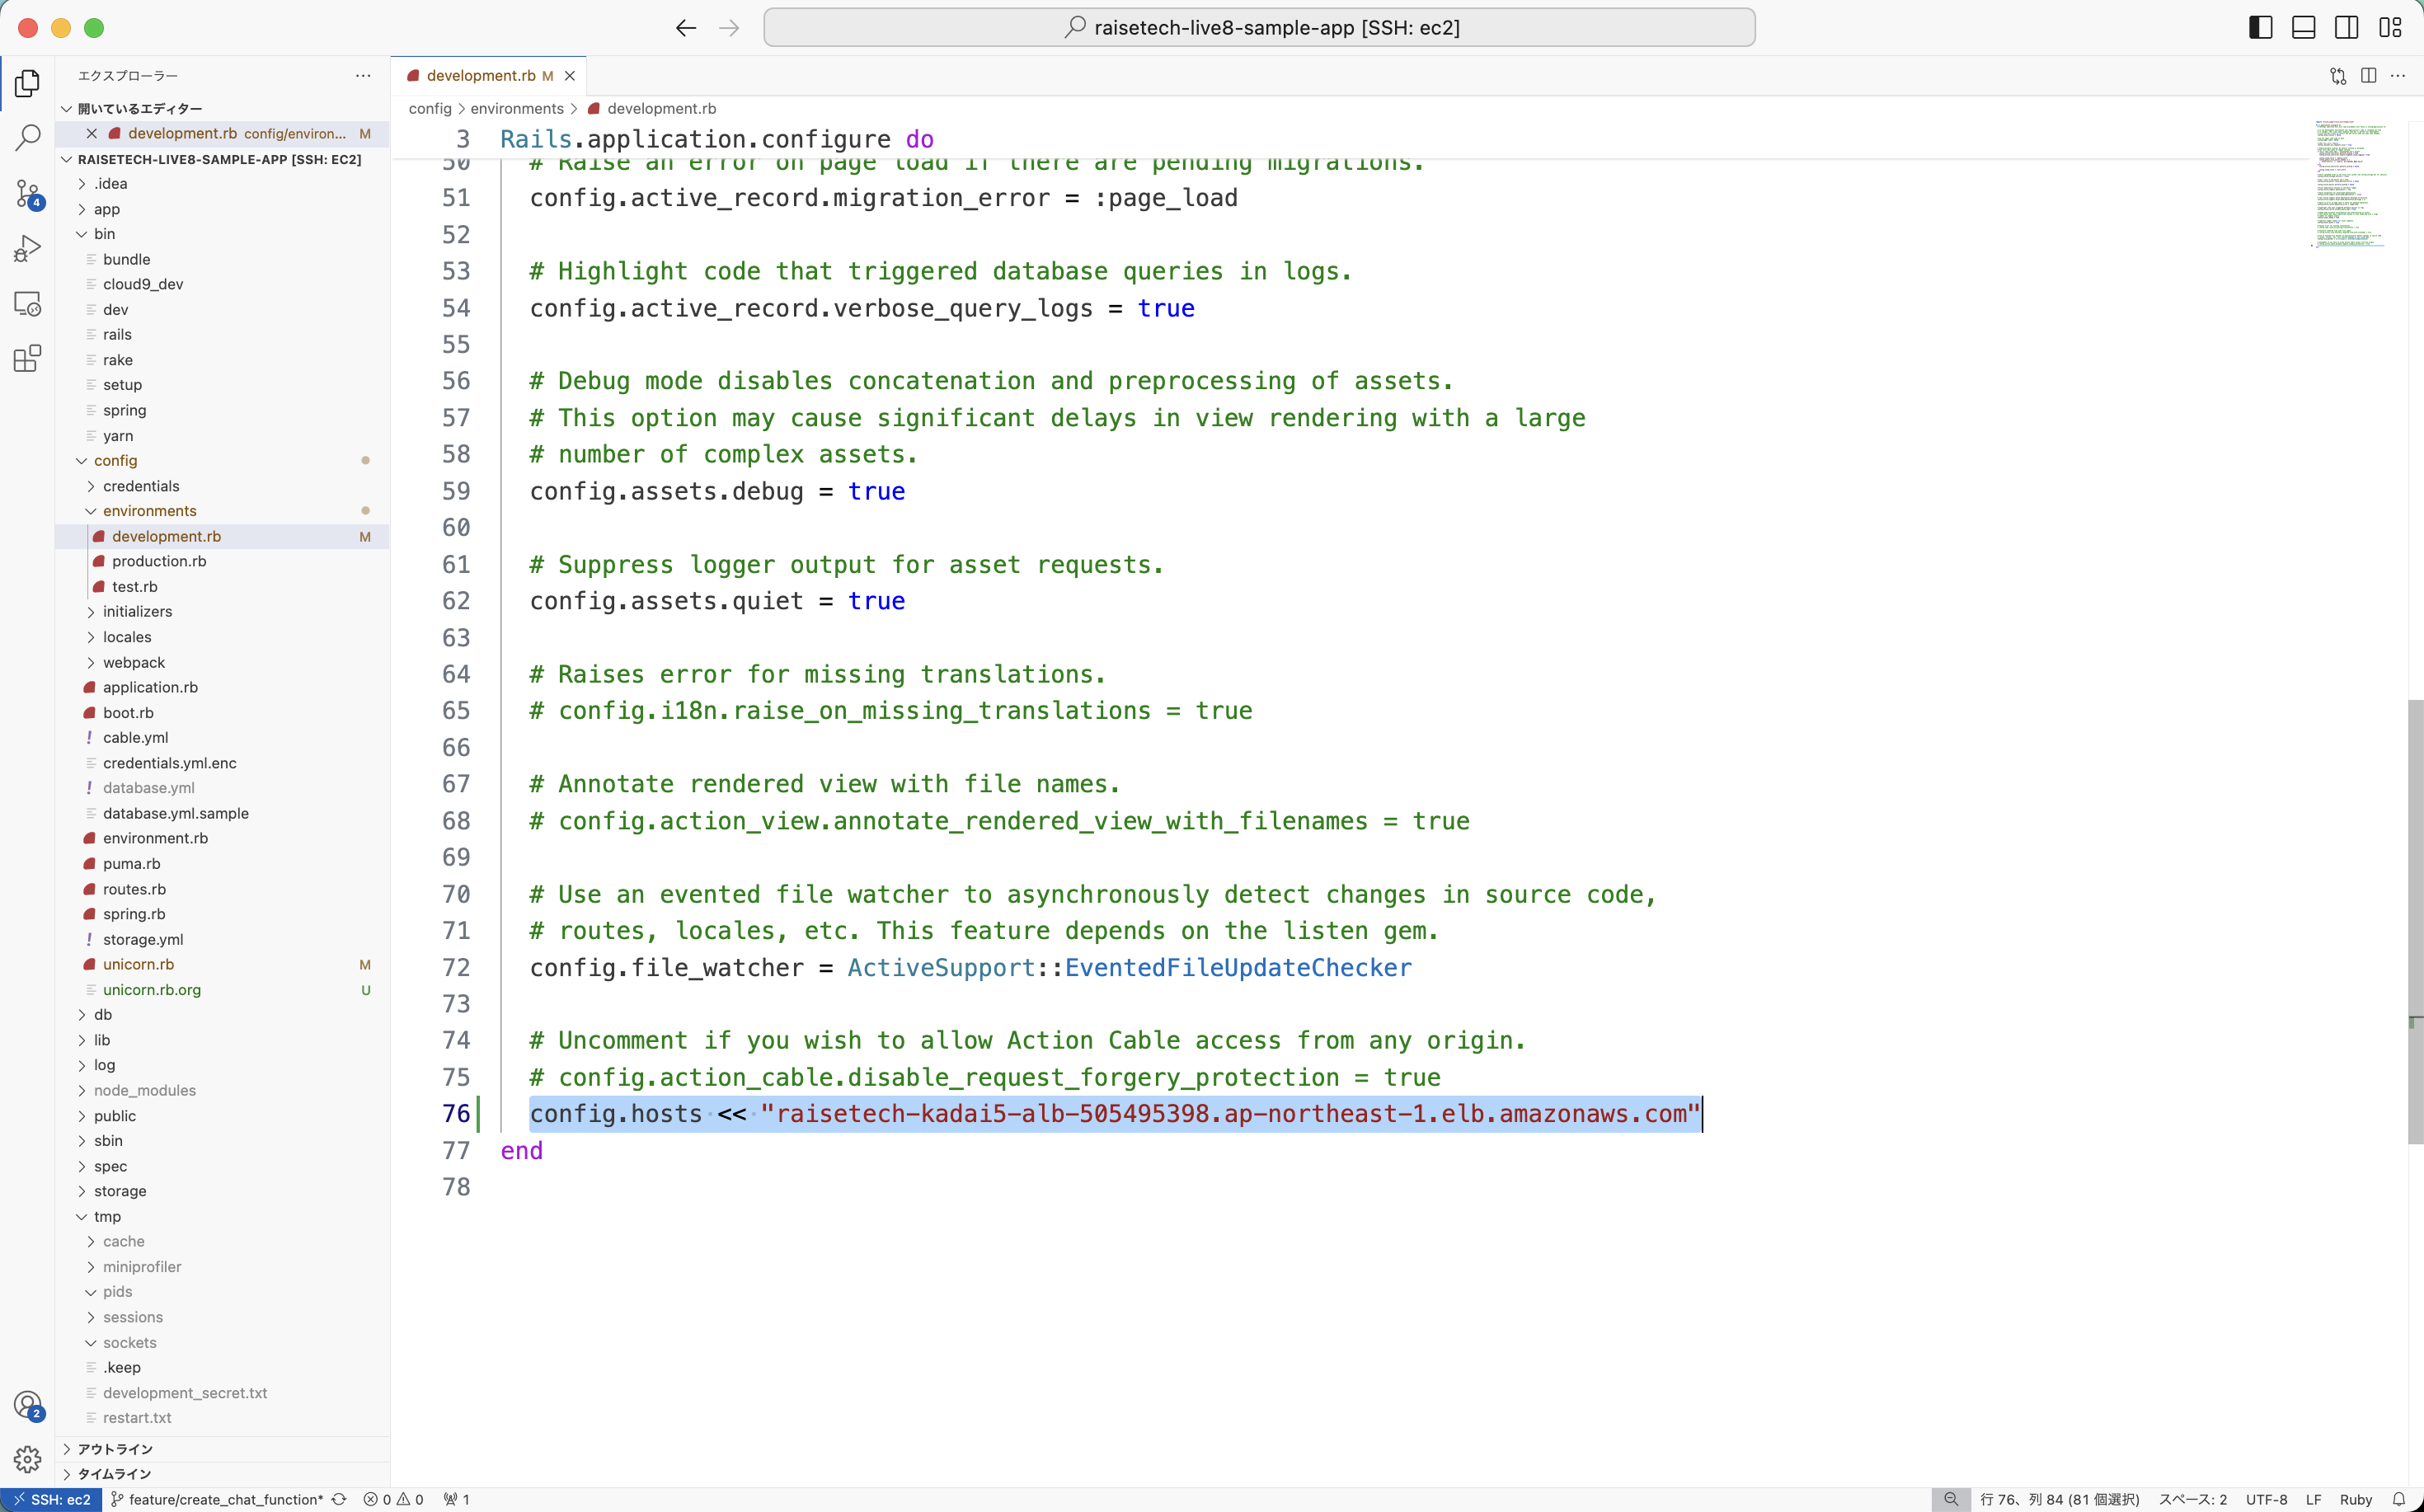 raisetech-live8-sample-app [SSH: ec2]
エクスプローラー
開いているエディター
development.rb config/environ... M
RAISETECH-LIVE8-SAMPLE-APP [SSH: EC2]
.idea
app
bin
bundle
cloud9_dev
dev
rails
rake
setup
spring
yarn
config
credentials
environments
development.rb M
production.rb
test.rb
initializers
locales
webpack
application.rb
boot.rb
cable.yml
credentials.yml.enc
database.yml
database.yml.sample
environment.rb
puma.rb
routes.rb
spring.rb
storage.yml
unicorn.rb M
unicorn.rb.org U
db
lib
log
node_modules
public
sbin
spec
storage
tmp
cache
miniprofiler
pids
sessions
sockets
.keep
development_secret.txt
restart.txt
アウトライン
タイムライン
4
2
development.rb M
config > environments > development.rb
3 Rails.application.configure do
50 # Raise an error on page load if there are pending migrations.
51 config.active_record.migration_error = :page_load
52
53 # Highlight code that triggered database queries in logs.
54 config.active_record.verbose_query_logs = true
55
56 # Debug mode disables concatenation and preprocessing of assets.
57 # This option may cause significant delays in view rendering with a large
58 # number of complex assets.
59 config.assets.debug = true
60
61 # Suppress logger output for asset requests.
62 config.assets.quiet = true
63
64 # Raises error for missing translations.
65 # config.i18n.raise_on_missing_translations = true
66
67 # Annotate rendered view with file names.
68 # config.action_view.annotate_rendered_view_with_filenames = true
69
70 # Use an evented file watcher to asynchronously detect changes in source code,
71 # routes, locales, etc. This feature depends on the listen gem.
72 config.file_watcher = ActiveSupport::EventedFileUpdateChecker
73
74 # Uncomment if you wish to allow Action Cable access from any origin.
75 # config.action_cable.disable_request_forgery_protection = true
76 config.hosts << "raisetech-kadai5-alb-505495398.ap-northeast-1.elb.amazonaws.com"
77 end
78
SSH: ec2 feature/create_chat_function* 0 0 1 行 76、列 84 (81 個選択) スペース: 2 UTF-8 LF Ruby